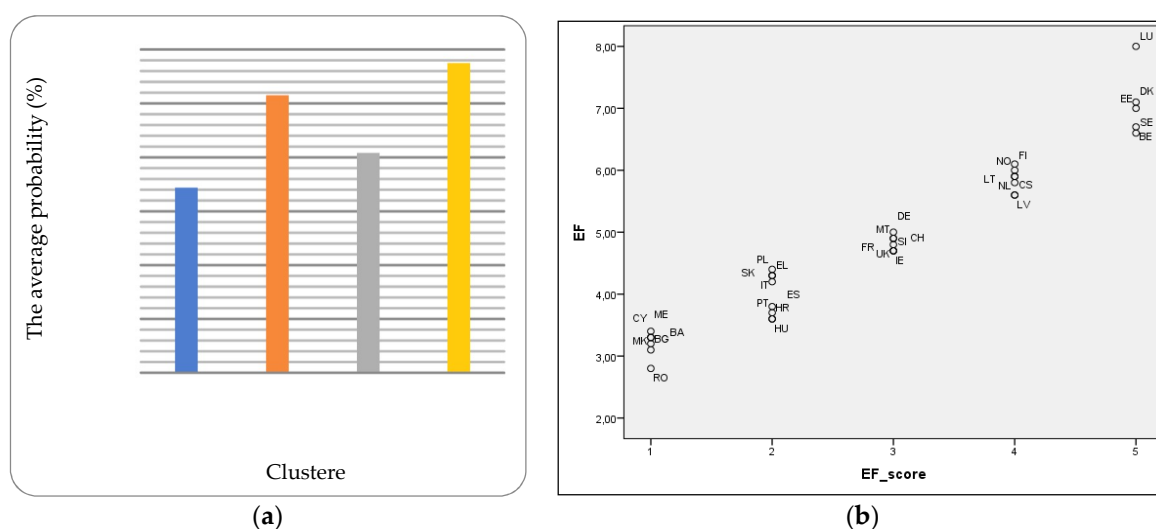 The average probability (%)
Clustere
(a)
EF
8,00
7,00
6,00
5,00
4,00
3,00
2,00
LU
DK
EE
SE
BE
NO
FI
LT
NL
CS
LV
DE
MT
SI
CH
FR
UK
IE
PL
EL
SK
IT
ES
PT
HR
HU
CY
ME
MK
BG
BA
RO
1
2
3
4
5
EF_score
(b)